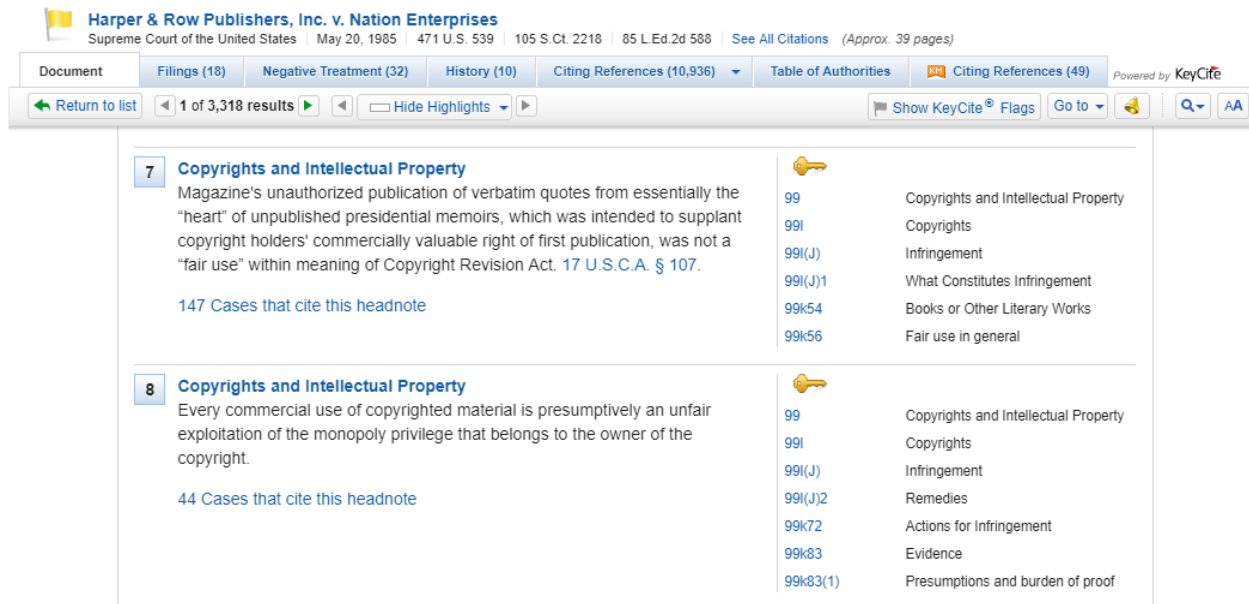 Harper & Row Publishers, Inc. v. Nation Enterprises
Supreme Court of the United States May 20, 1985 471 U.S. 539 105 S.Ct. 2218 85 L.Ed.2d 588 See All Citations (Approx. 39 pages)
Document Filings (18) Negative Treatment (32) History (10) Citing References (10,936) Table of Authorities KM Citing References (49) Powered by KeyCite
Return to list 1 of 3,318 results Hide Highlights Show KeyCite® Flags Go to AA
7 Copyrights and Intellectual Property
Magazine's unauthorized publication of verbatim quotes from essentially the
“heart” of unpublished presidential memoirs, which was intended to supplant
copyright holders' commercially valuable right of first publication, was not a
“fair use” within meaning of Copyright Revision Act. 17 U.S.C.A. § 107.
147 Cases that cite this headnote
99 Copyrights and Intellectual Property
99I Copyrights
99I(J) Infringement
99I(J)1 What Constitutes Infringement
99k54 Books or Other Literary Works
99k56 Fair use in general
8 Copyrights and Intellectual Property
Every commercial use of copyrighted material is presumptively an unfair
exploitation of the monopoly privilege that belongs to the owner of the
copyright.
44 Cases that cite this headnote
99 Copyrights and Intellectual Property
99I Copyrights
99I(J) Infringement
99I(J)2 Remedies
99k72 Actions for Infringement
99k83 Evidence
99k83(1) Presumptions and burden of proof